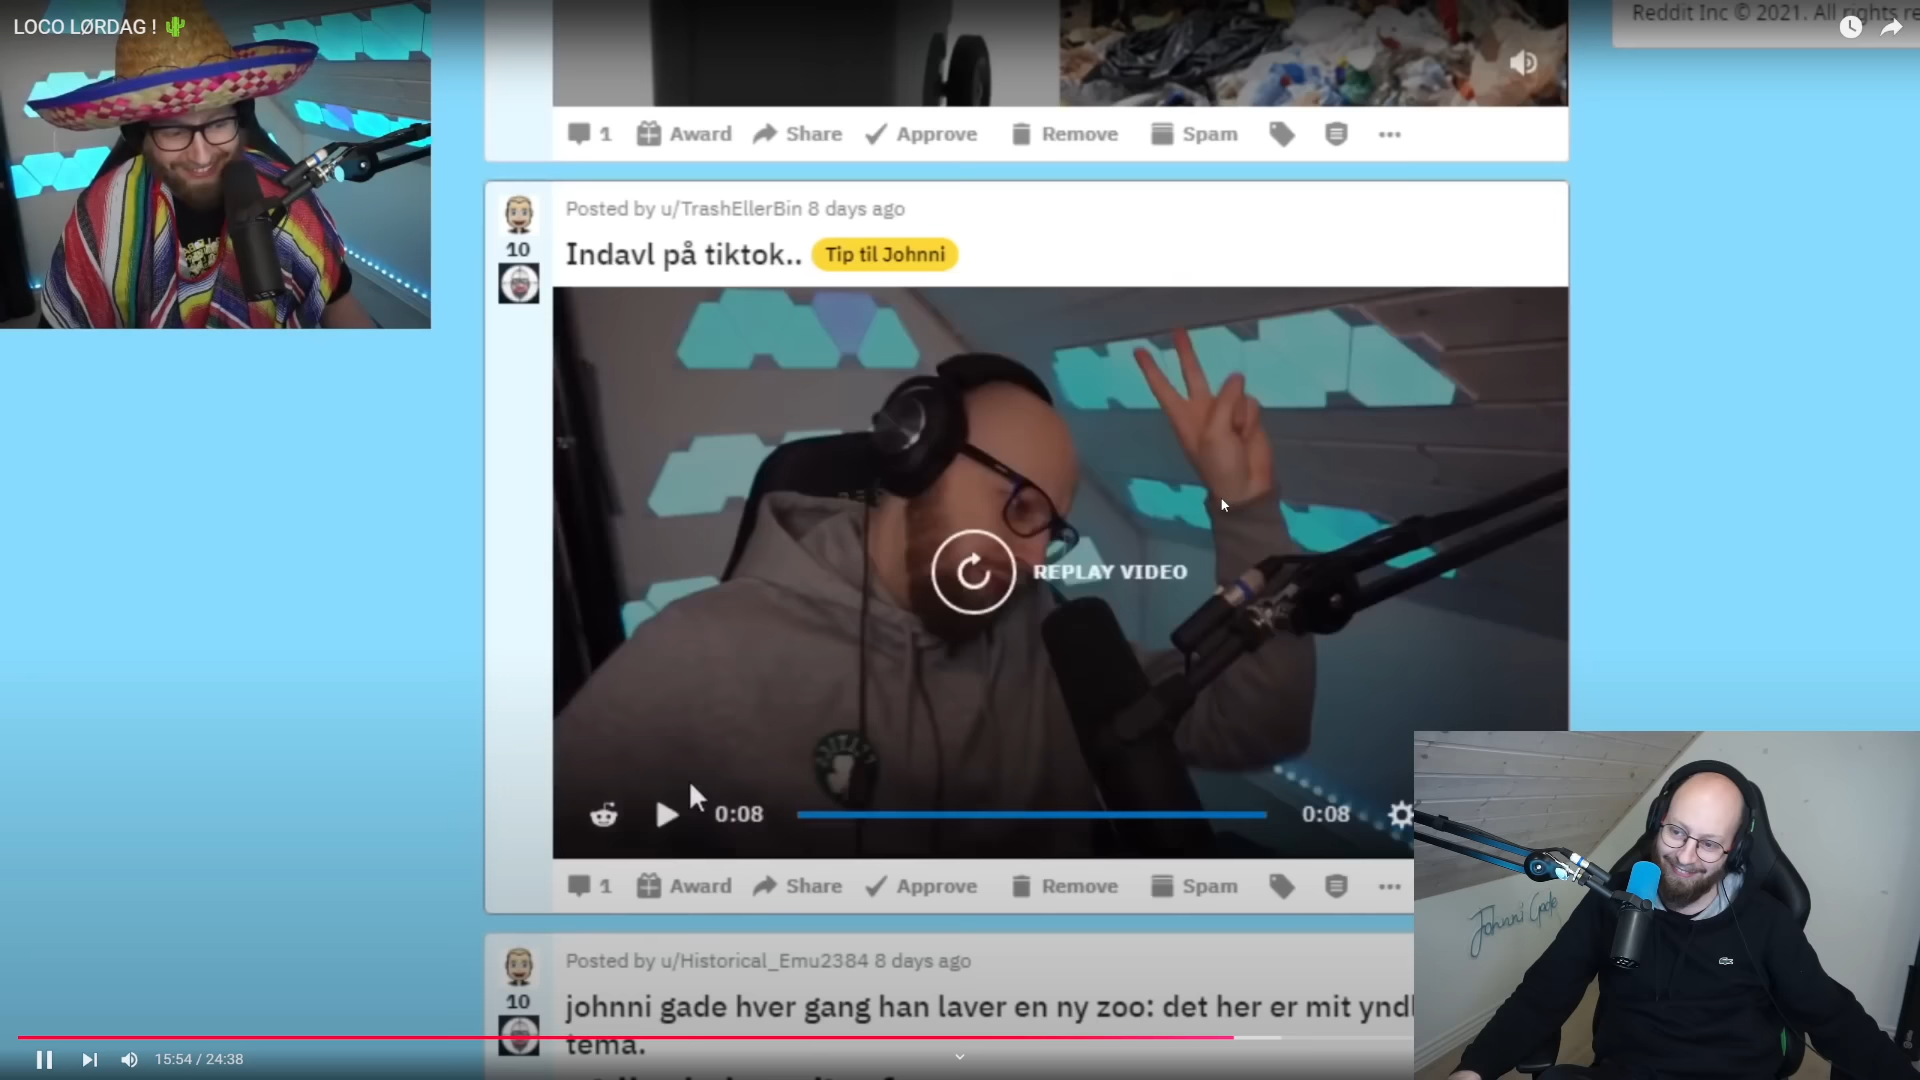 LOCO LØRDAG ! 🌵
Reddit Inc © 2021. All rights re
1 Award Share Approve Remove Spam
Posted by u/TrashEllerBin 8 days ago
10
Indavl på tiktok.. Tip til Johnni
REPLAY VIDEO
0:08 0:08
1 Award Share Approve Remove Spam
Johnni Gade
Posted by u/Historical_Emu2384 8 days ago
10
johnni gade hver gang han laver en ny zoo: det her er mit yndl
tema.
15:54 / 24:38